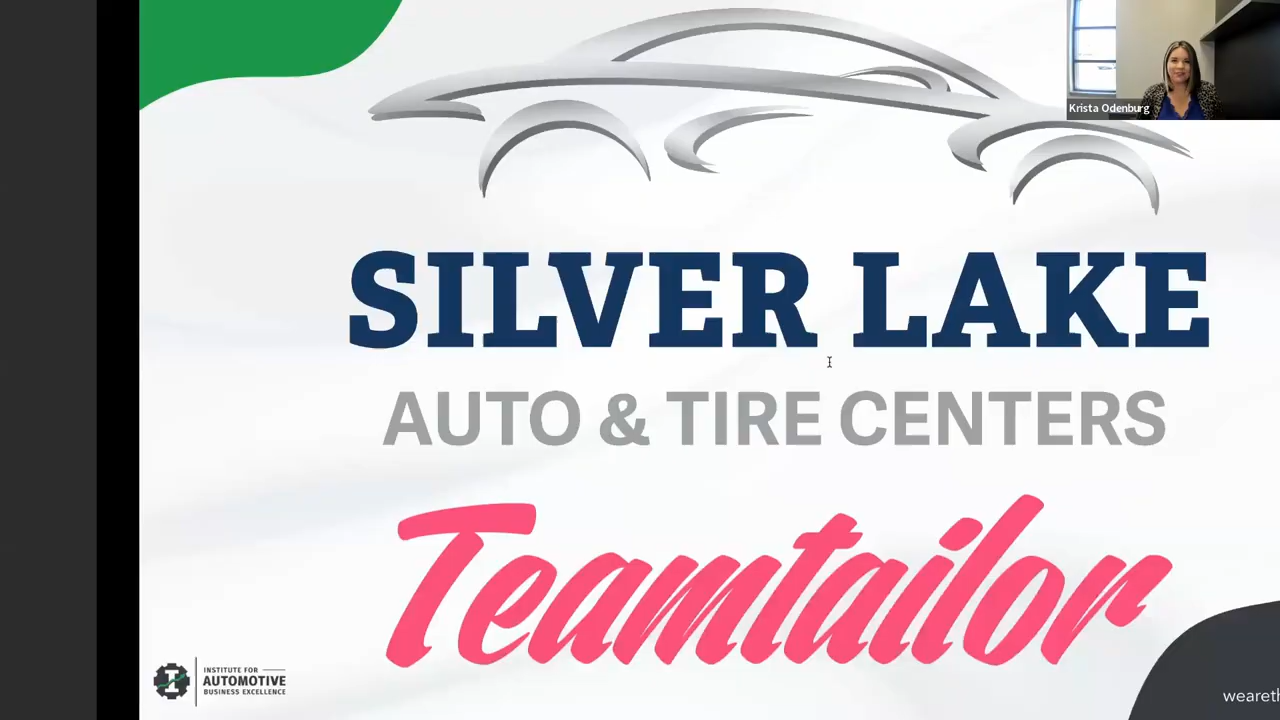 Krista Odenburg
SILVER LAKE
AUTO & TIRE CENTERS
Teamtailor
INSTITUTE FOR
AUTOMOTIVE
BUSINESS EXCELLENCE
weareth